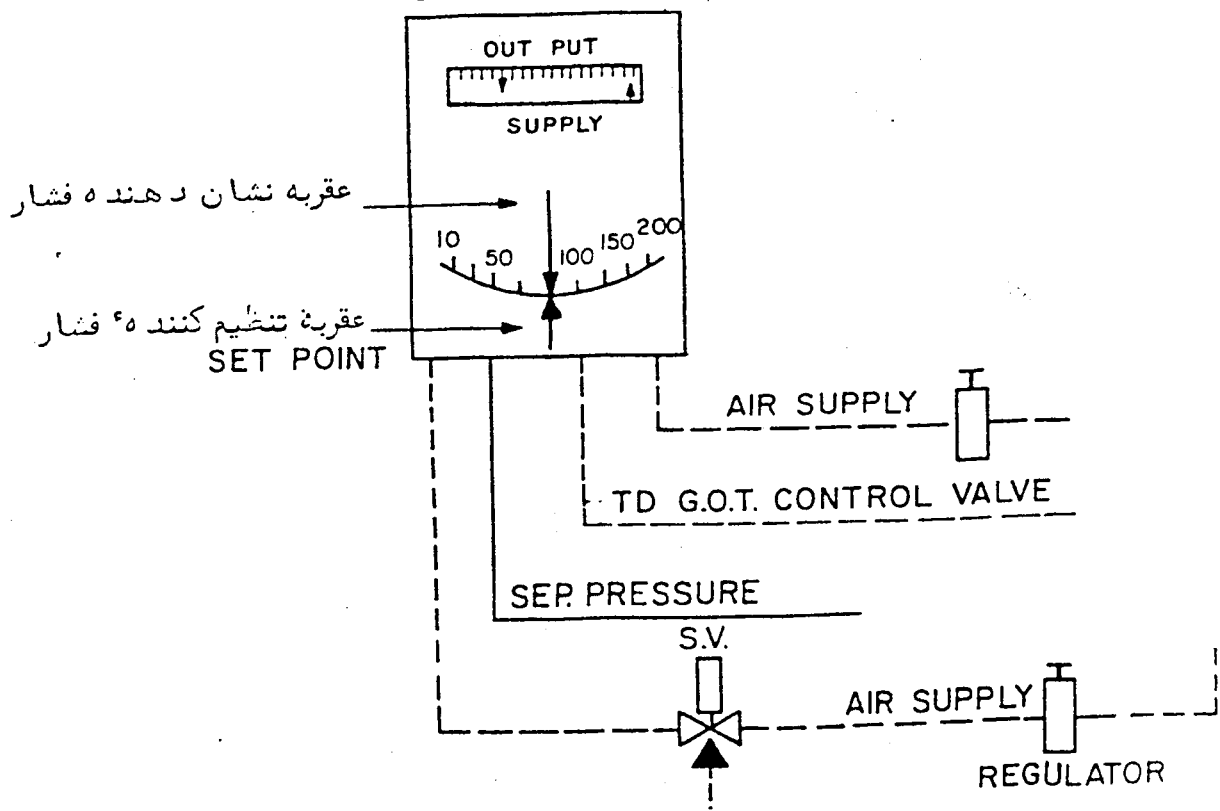 OUT PUT
SUPPLY
عقربه نشان دهنده فشار
10 50 100 150 200
عقربهٔ تنظیم کنندهٔ فشار
SET POINT
AIR SUPPLY
TD G.O.T. CONTROL VALVE
SEP. PRESSURE
S.V.
AIR SUPPLY
REGULATOR